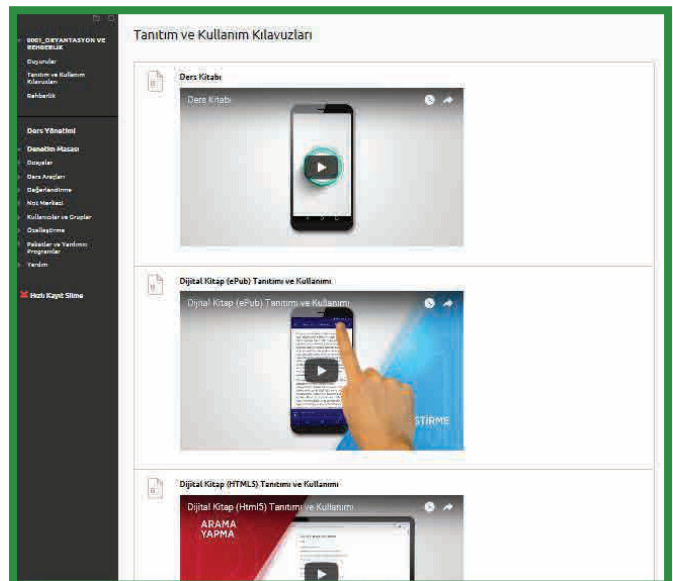 0001_ORYANTASYON VE
REHBERLİK
Duyurular
Tanıtım ve Kullanım
Kılavuzları
Rehberlik
Ders Yönetimi
Denetim Masası
Dosyalar
Ders Araçları
Değerlendirme
Not Merkezi
Kullanıcılar ve Gruplar
Özelleştirme
Paketler ve Yardımcı
Programlar
Yardım
Hızlı Kayıt Silme
Tanıtım ve Kullanım Kılavuzları
Ders Kitabı
Ders Kitabı
Dijital Kitap (ePub) Tanıtımı ve Kullanımı
Dijital Kitap (ePub) Tanıtımı ve Kullanımı
ŞTİRME
Dijital Kitap (HTML5) Tanıtımı ve Kullanımı
Dijital Kitap (Html5) Tanıtımı ve Kullanımı
ARAMA
YAPMA